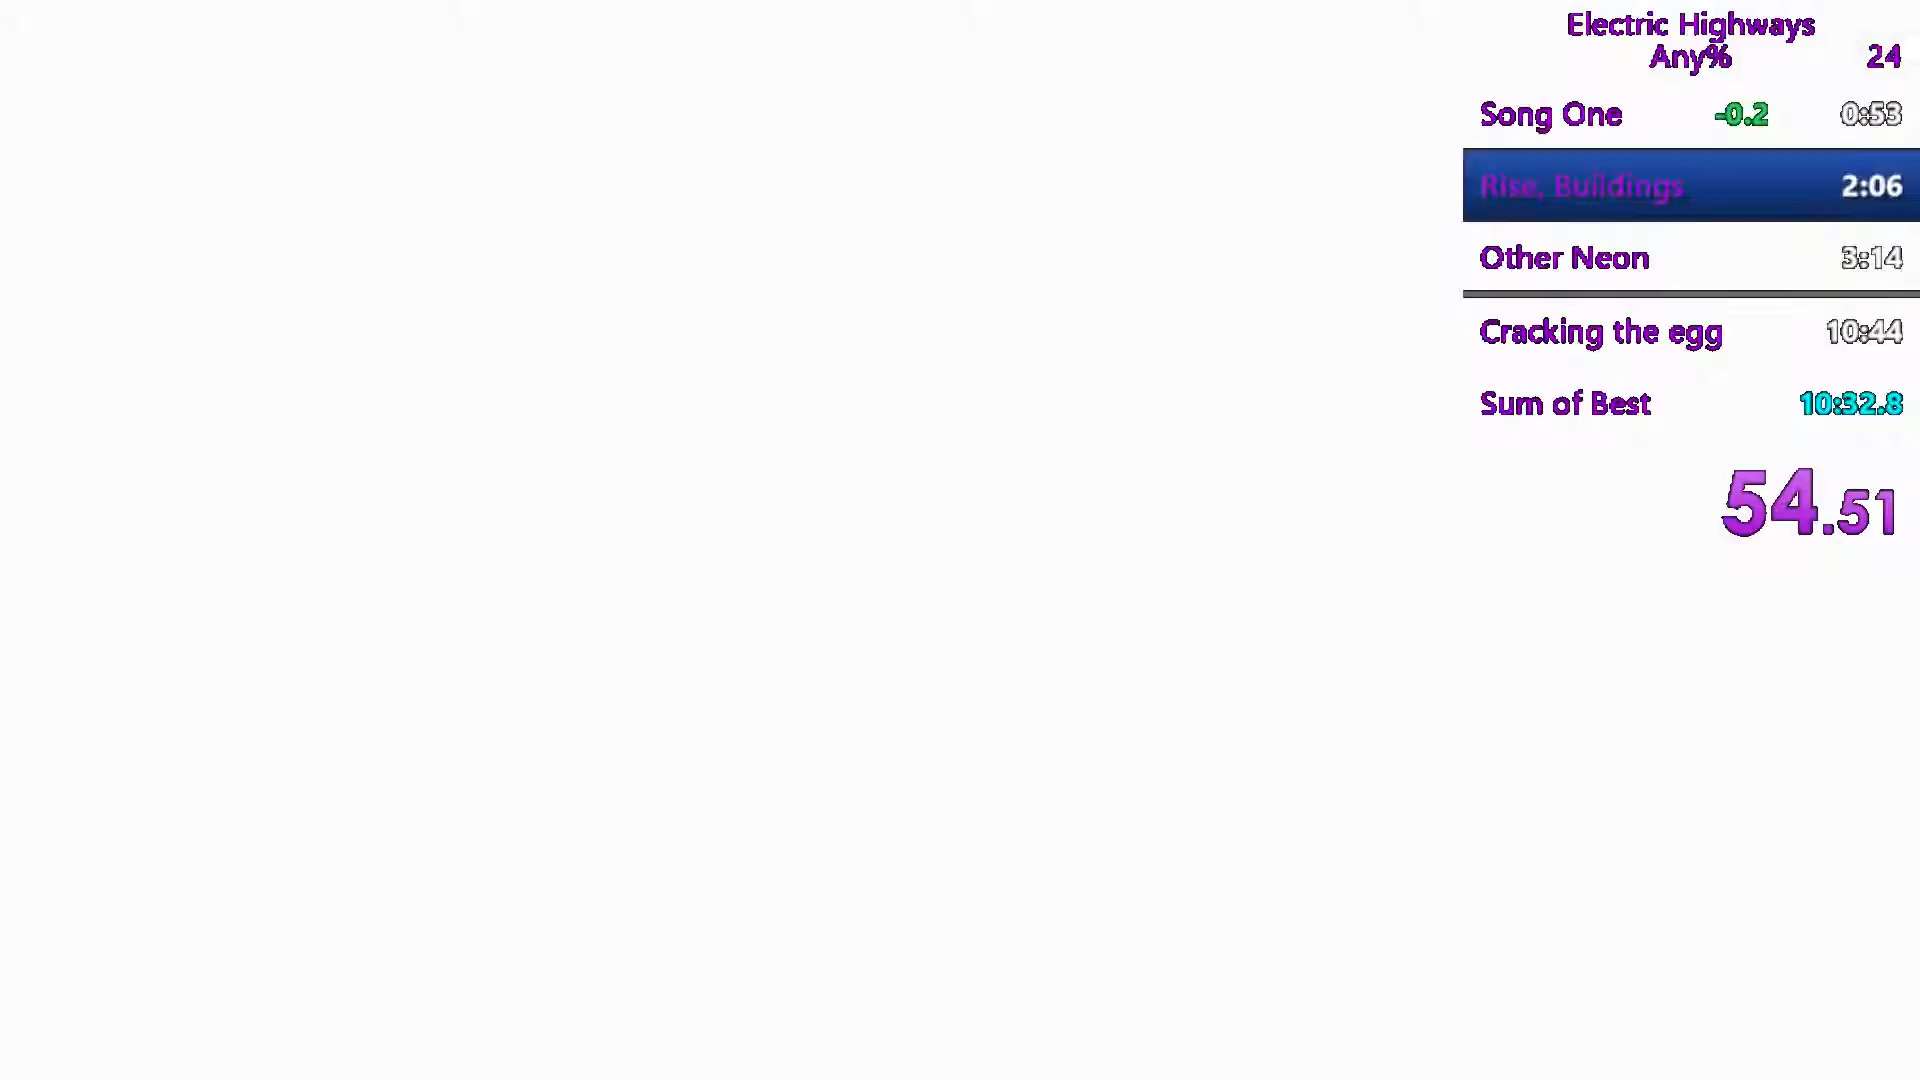 Electric Highways
Any% 24
Song One -0.2 0:53
Rise, Buildings 2:06
Other Neon 3:14
Cracking the egg 10:44
Sum of Best 10:32.8
54.51